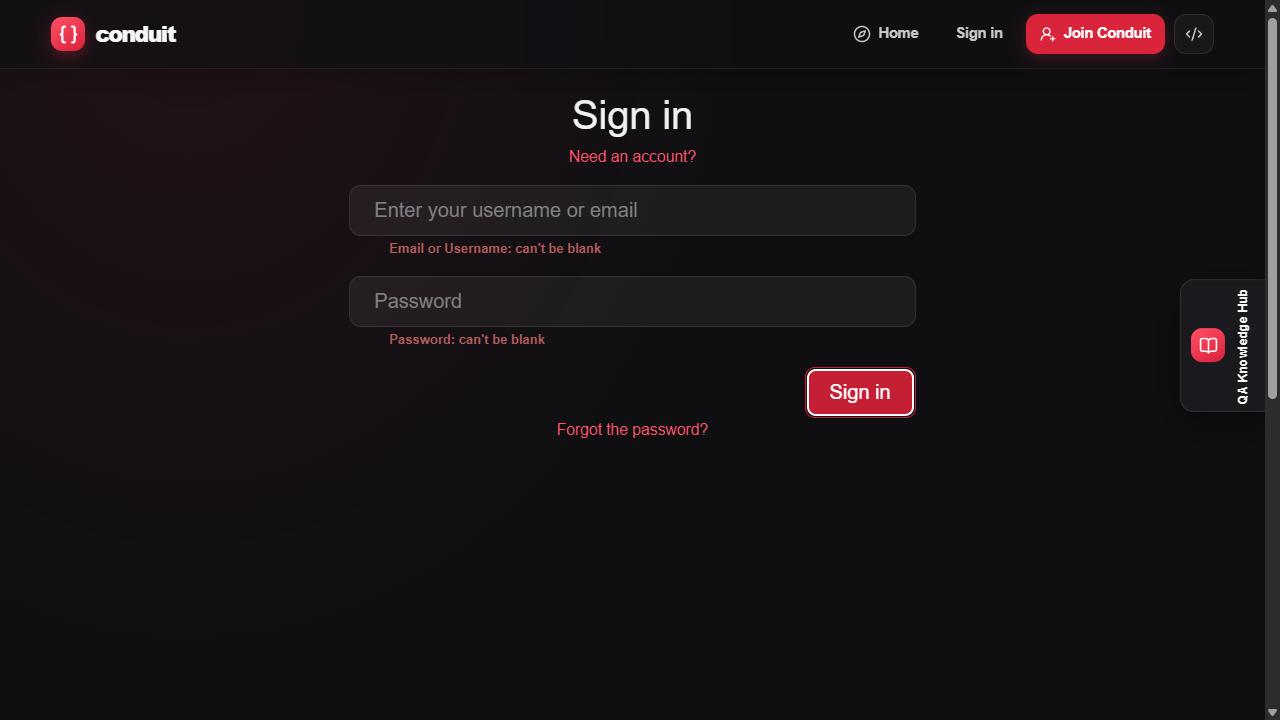 { } conduit
Home
Sign in
Join Conduit
</>
Sign in
Need an account?
Enter your username or email
Email or Username: can't be blank
Password
Password: can't be blank
Sign in
Forgot the password?
QA Knowledge Hub